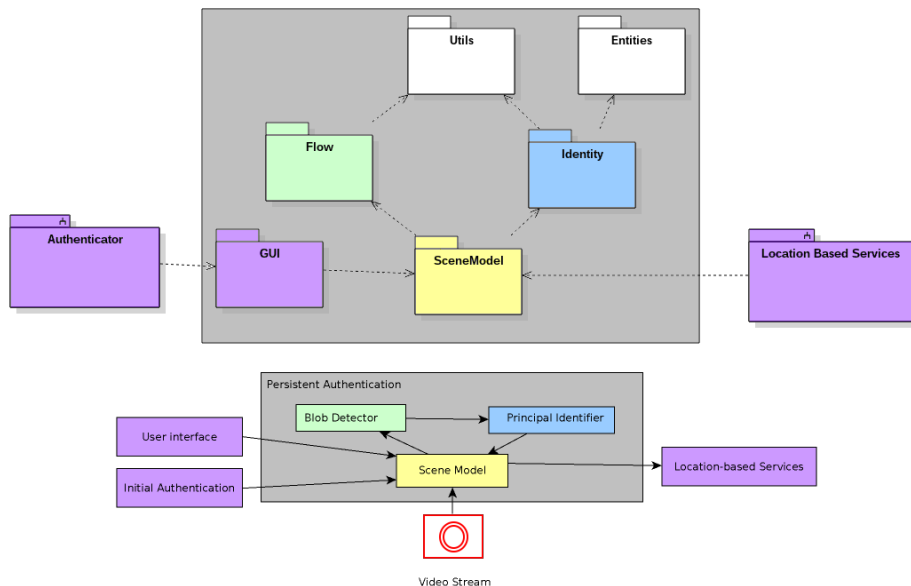 Utils
Entities
Flow
Identity
Authenticator
GUI
SceneModel
Location Based Services
Persistent Authentication
Blob Detector
Principal Identifier
User interface
Scene Model
Location-based Services
Initial Authentication
Video Stream